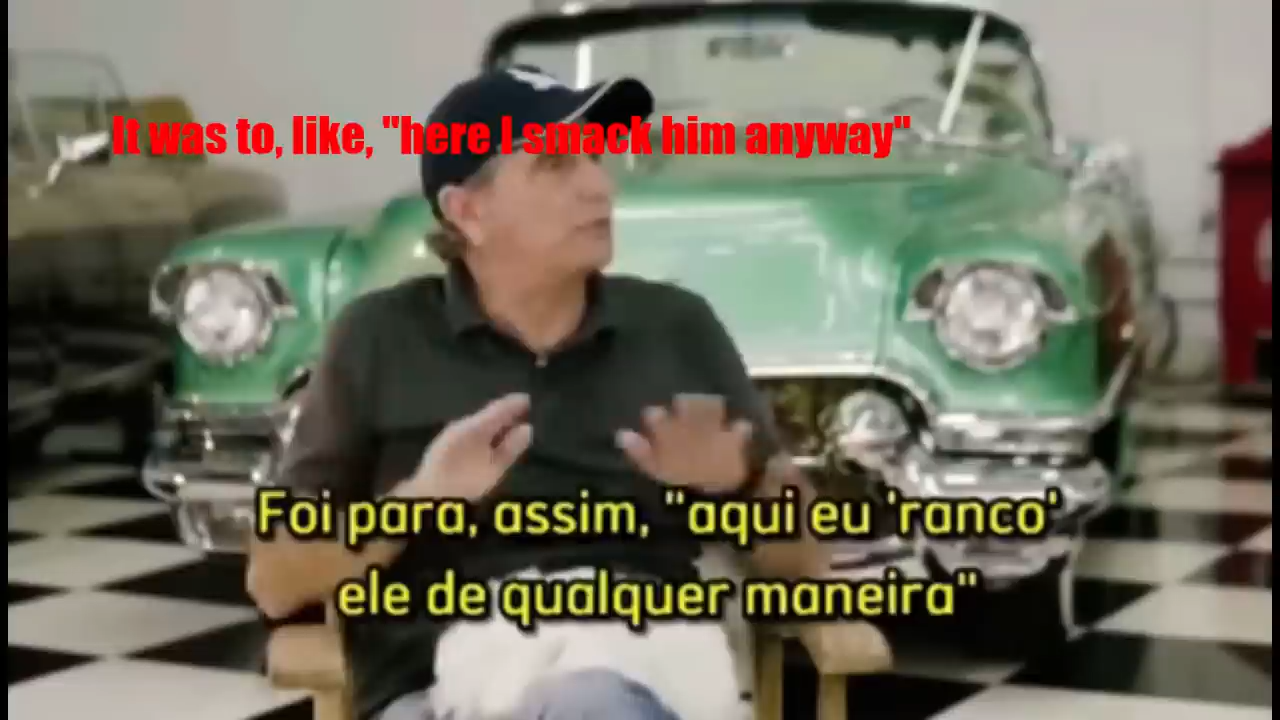 It was to, like, "here I smack him anyway"
Foi para, assim, "aqui eu 'ranco'
ele de qualquer maneira"